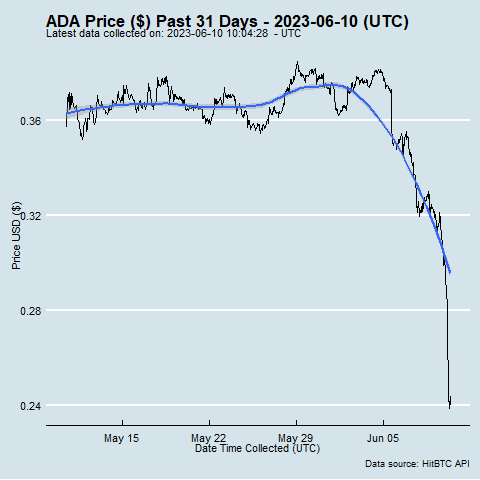 ADA Price ($) Past 31 Days - 2023-06-10 (UTC)
Latest data collected on: 2023-06-10 10:04:28 - UTC
0.36
0.32
0.28
0.24
Price USD ($)
May 15
May 22
May 29
Jun 05
Date Time Collected (UTC)
Data source: HitBTC API